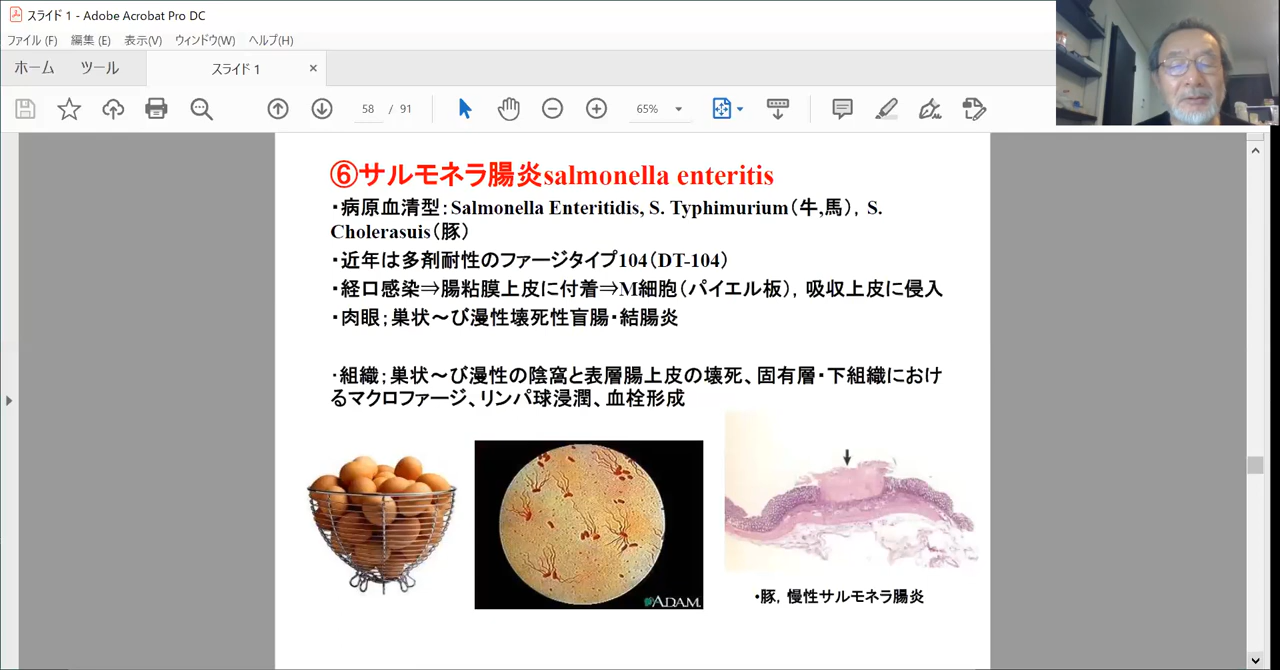 スライド 1 - Adobe Acrobat Pro DC
ファイル (F) 編集 (E) 表示(V) ウィンドウ(W) ヘルプ(H)
ホーム ツール スライド 1 ×
58 / 91 65%
⑥サルモネラ腸炎salmonella enteritis
・病原血清型：Salmonella Enteritidis, S. Typhimurium（牛,馬）, S.
Cholerasuis（豚）
・近年は多剤耐性のファージタイプ104（DT-104）
・経口感染⇒腸粘膜上皮に付着⇒M細胞（パイエル板）, 吸収上皮に侵入
・肉眼；巣状～び漫性壊死性盲腸・結腸炎
・組織；巣状～び漫性の陰窩と表層腸上皮の壊死、固有層・下組織におけ
るマクロファージ、リンパ球浸潤、血栓形成
ADAM.
・豚, 慢性サルモネラ腸炎